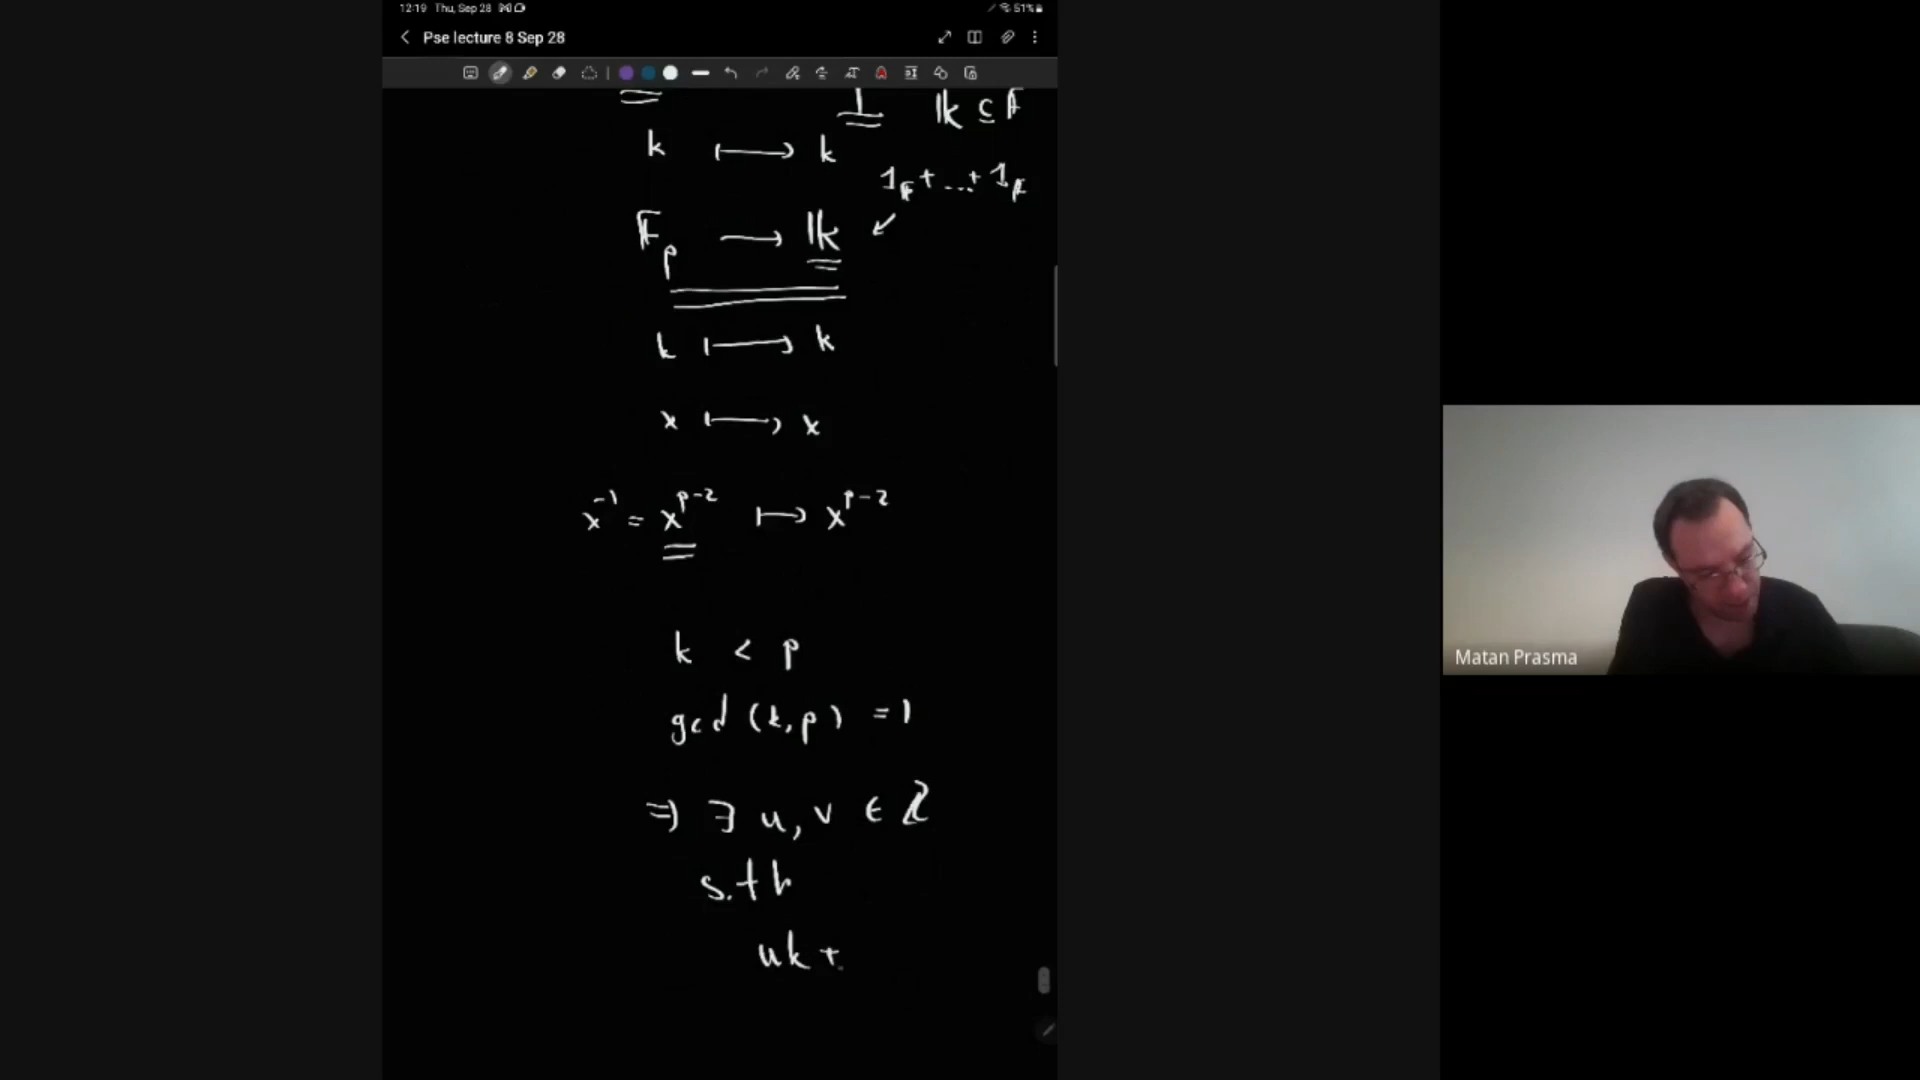 12:19 Thu, Sep 28
51%
Pse lecture 8 Sep 28
1 𝕜 ⊆ 𝔽
k ⟼ k
1_𝔽 + ... + 1_𝔽
𝔽_p ⟶ 𝕜 ↙
k ⟼ k
x ⟼ x
x^{-1} = x^{p-2} ⟼ x^{p-2}
k < p
gcd (k, p) = 1
⇒ ∃ u, v ∈ ℤ
s.th
uk +
Matan Prasma